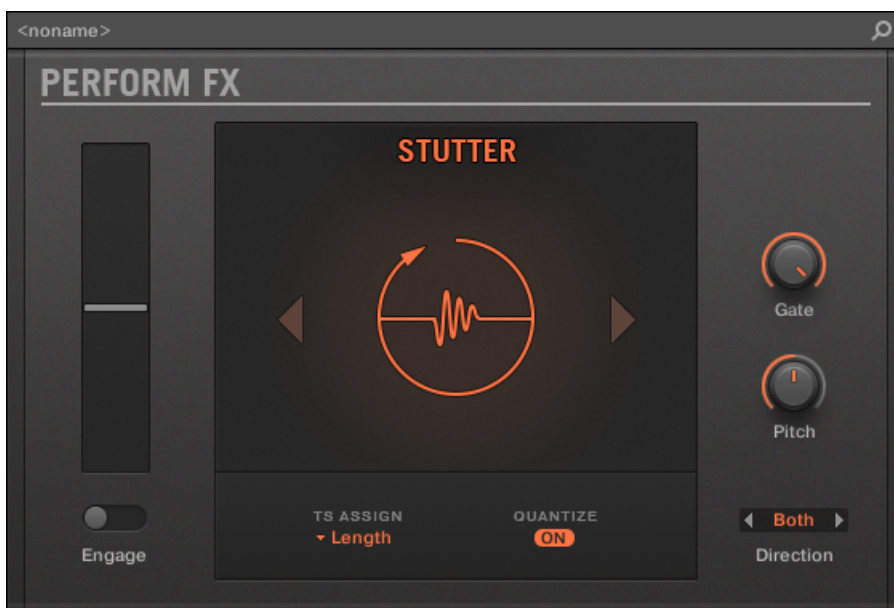 <noname>
PERFORM FX
STUTTER
Gate
Pitch
TS ASSIGN
Length
QUANTIZE
ON
Both
Direction
Engage